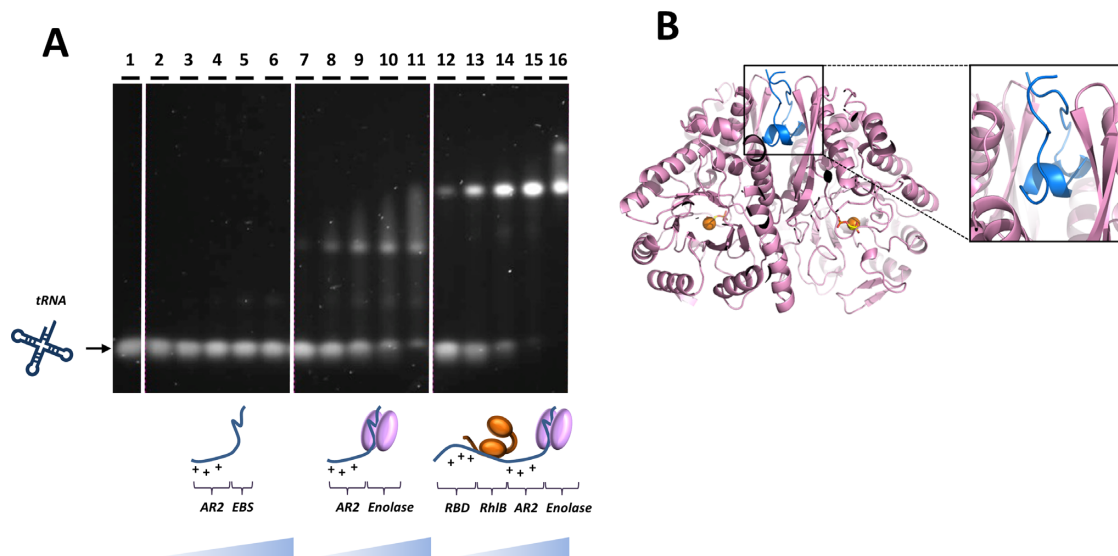 A
B
1 2 3 4 5 6 7 8 9 10 11 12 13 14 15 16
tRNA
+ + +
+ + +
+ + +
+ + +
AR2 EBS
AR2 Enolase
RBD RhlB AR2 Enolase